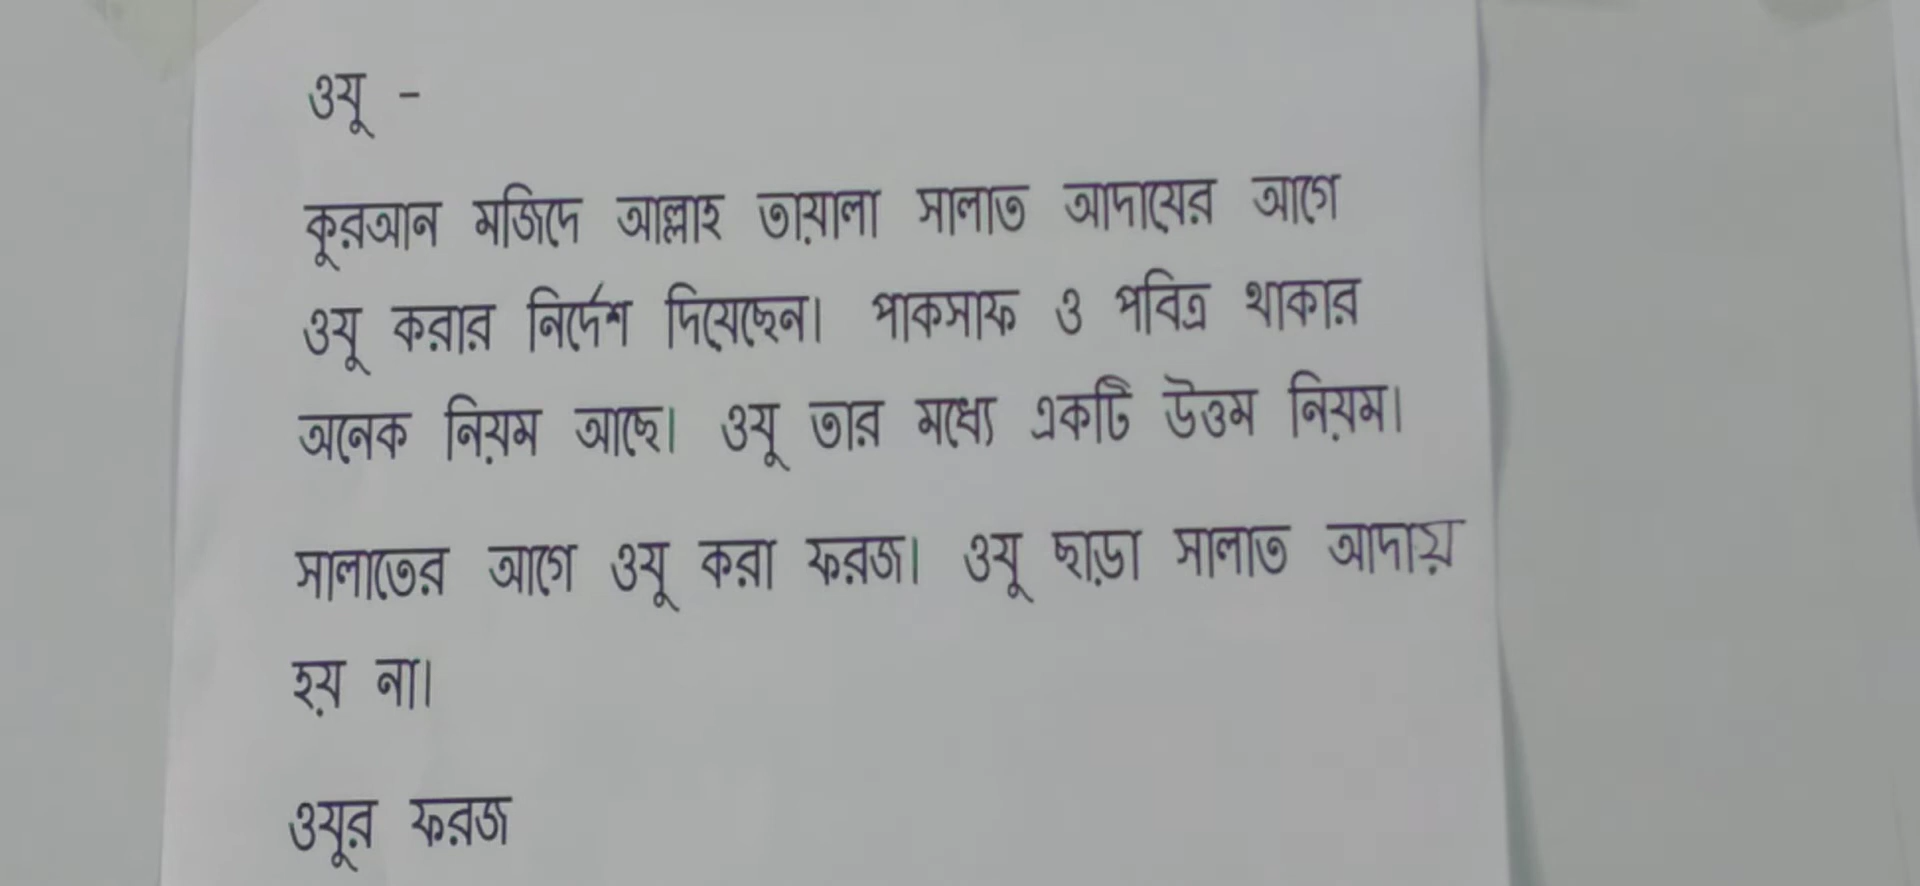 ওযূ -
কুরআন মজিদে আল্লাহ তায়ালা সালাত আদায়ের আগে
ওযূ করার নির্দেশ দিয়েছেন। পাকসাফ ও পবিত্র থাকার
অনেক নিয়ম আছে। ওযূ তার মধ্যে একটি উত্তম নিয়ম।
সালাতের আগে ওযূ করা ফরজ। ওযূ ছাড়া সালাত আদায়
হয় না।
ওযূর ফরজ